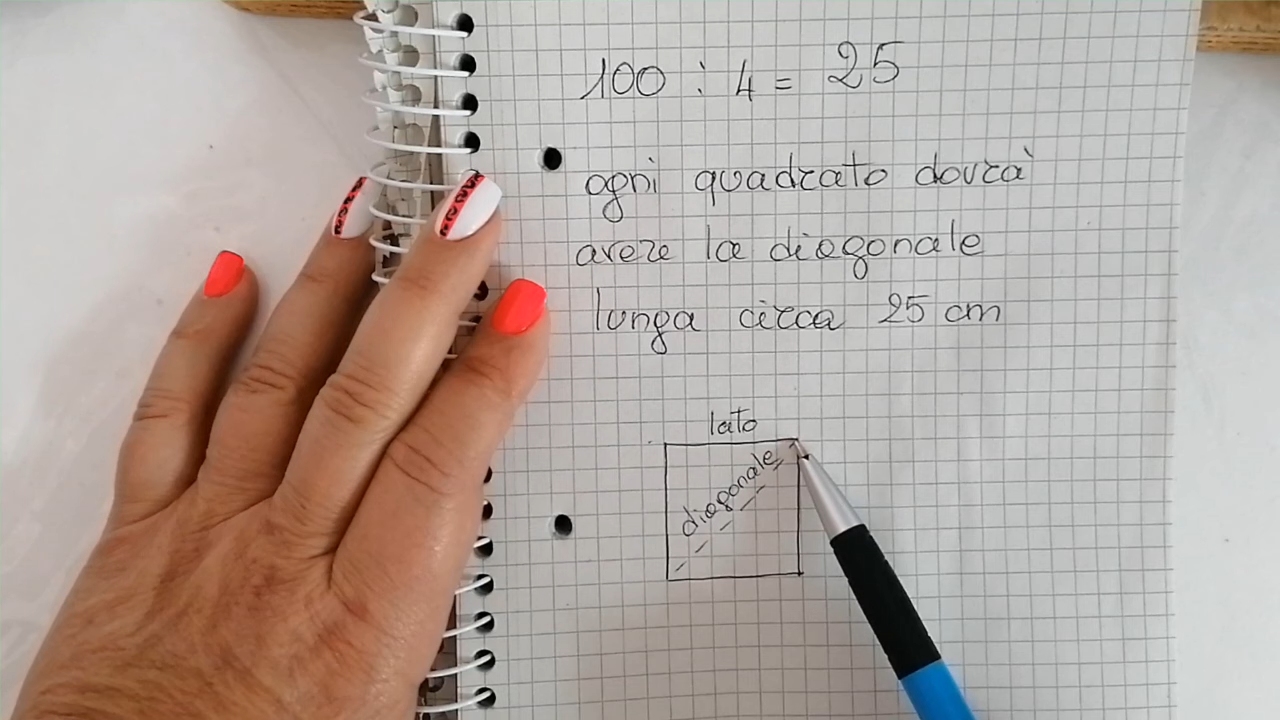 100 : 4 = 25
ogni quadrato dovrà
avere la diagonale
lunga circa 25 cm
lato
diagonale